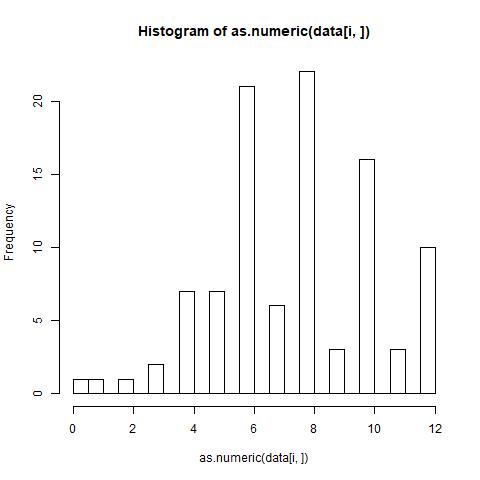 Histogram of as.numeric(data[i, ])
Frequency
20
15
10
5
0
0 2 4 6 8 10 12
as.numeric(data[i, ])